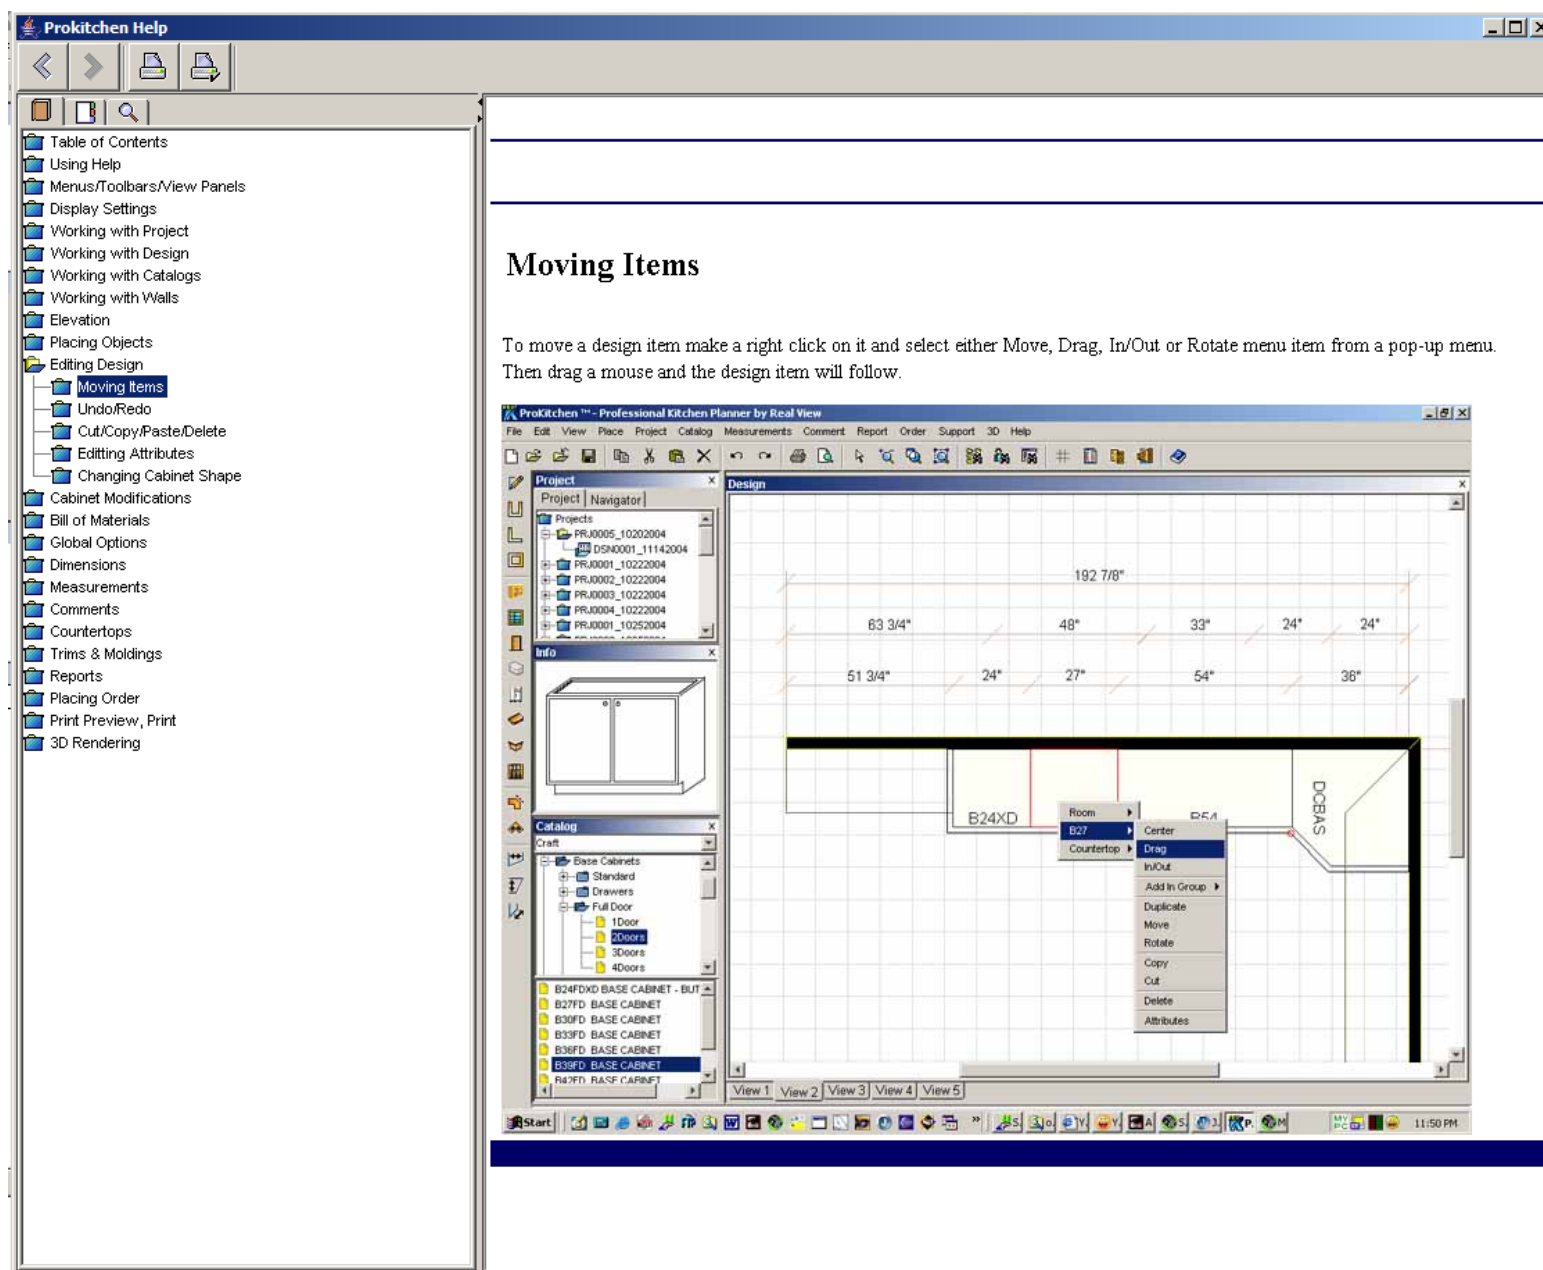 Prokitchen Help
Table of Contents
Using Help
Menus/Toolbars/View Panels
Display Settings
Working with Project
Working with Design
Working with Catalogs
Working with Walls
Elevation
Placing Objects
Editing Design
Moving Items
Undo/Redo
Cut/Copy/Paste/Delete
Editting Attributes
Changing Cabinet Shape
Cabinet Modifications
Bill of Materials
Global Options
Dimensions
Measurements
Comments
Countertops
Trims & Moldings
Reports
Placing Order
Print Preview, Print
3D Rendering
Moving Items
To move a design item make a right click on it and select either Move, Drag, In/Out or Rotate menu item from a pop-up menu.
Then drag a mouse and the design item will follow.
ProKitchen ™ - Professional Kitchen Planner by Real View
File Edit View Place Project Catalog Measurements Comment Report Order Support 3D Help
Project
Project Navigator
Projects
PRJ0005_10202004
DSN0001_11142004
PRJ0001_10222004
PRJ0002_10222004
PRJ0003_10222004
PRJ0004_10222004
PRJ0001_10252004
Info
Catalog
Craft
Base Cabinets
Standard
Drawers
Full Door
1Door
2Doors
3Doors
4Doors
B24FDXD BASE CABINET - BUT
B27FD BASE CABINET
B30FD BASE CABINET
B33FD BASE CABINET
B36FD BASE CABINET
B39FD BASE CABINET
B42FD BASE CABINET
Design
192 7/8"
63 3/4" 48" 33" 24" 24"
51 3/4" 24" 27" 54" 36"
B24XD
B54
DCBAS
Room
B27
Countertop
Center
Drag
In/Out
Add In Group
Duplicate
Move
Rotate
Copy
Cut
Delete
Attributes
View 1 View 2 View 3 View 4 View 5
Start
11:50 PM